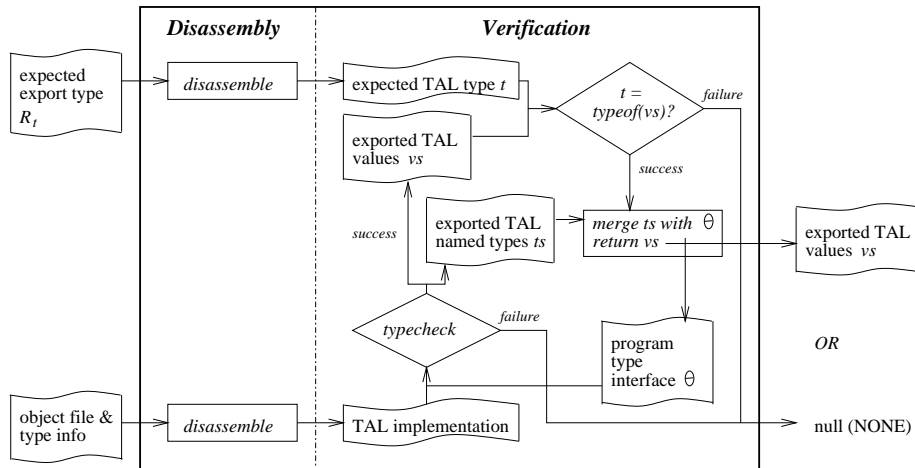 Disassembly
Verification
expected
export type
R_t
disassemble
expected TAL type t
t =
typeof(vs)?
failure
exported TAL
values vs
success
success
exported TAL
named types ts
merge ts with θ
return vs
exported TAL
values vs
typecheck
failure
program
type
interface θ
OR
object file &
type info
disassemble
TAL implementation
null (NONE)